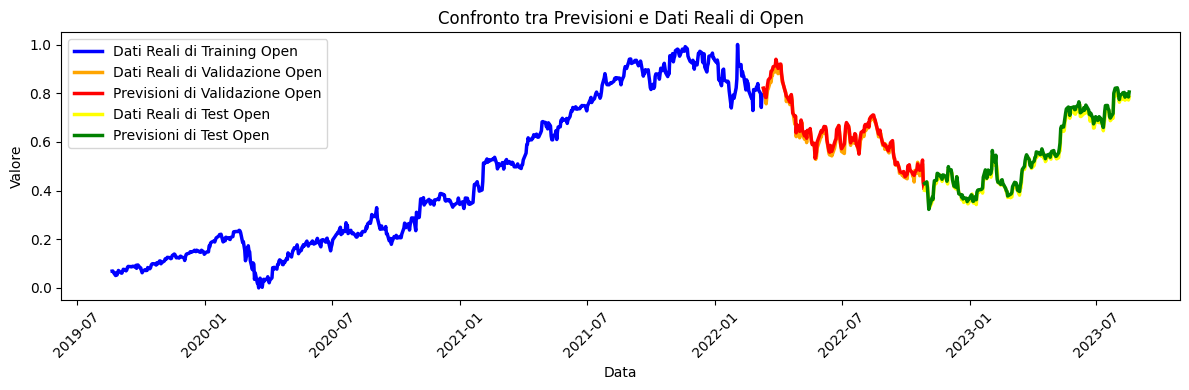 Confronto tra Previsioni e Dati Reali di Open
Dati Reali di Training Open
Dati Reali di Validazione Open
Previsioni di Validazione Open
Dati Reali di Test Open
Previsioni di Test Open
Valore
1.0
0.8
0.6
0.4
0.2
0.0
2019-07
2020-01
2020-07
2021-01
2021-07
2022-01
2022-07
2023-01
2023-07
Data